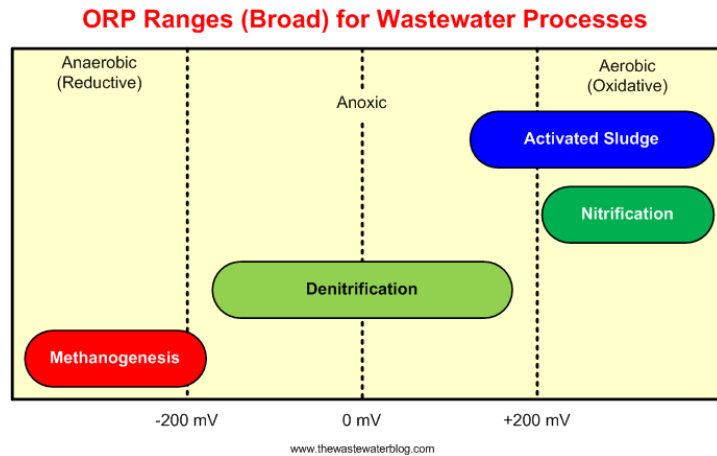 ORP Ranges (Broad) for Wastewater Processes
Anaerobic
(Reductive)
Anoxic
Aerobic
(Oxidative)
Activated Sludge
Nitrification
Denitrification
Methanogenesis
-200 mV
0 mV
+200 mV
www.thewastewaterblog.com